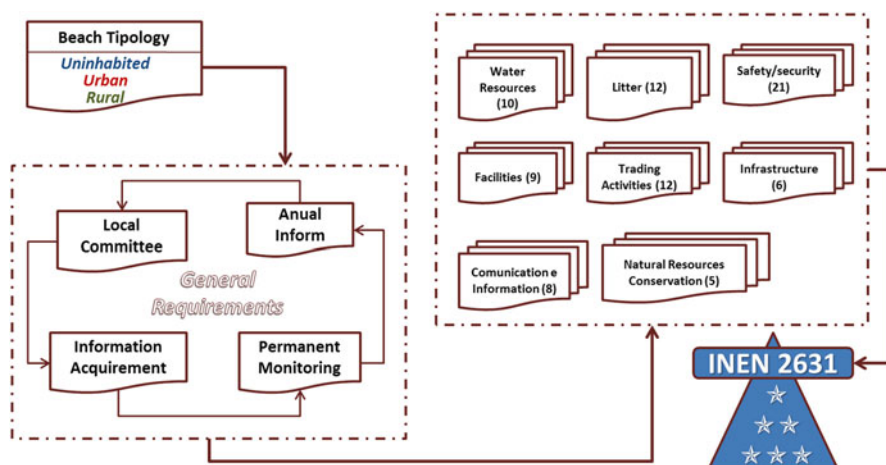 Beach Tipology
Uninhabited
Urban
Rural
Local
Committee
Anual
Inform
General
Requirements
Information
Acquirement
Permanent
Monitoring
Water
Resources
(10)
Litter (12)
Safety/security
(21)
Facilities (9)
Trading
Activities (12)
Infrastructure
(6)
Comunication e
Information (8)
Natural Resources
Conservation (5)
INEN 2631